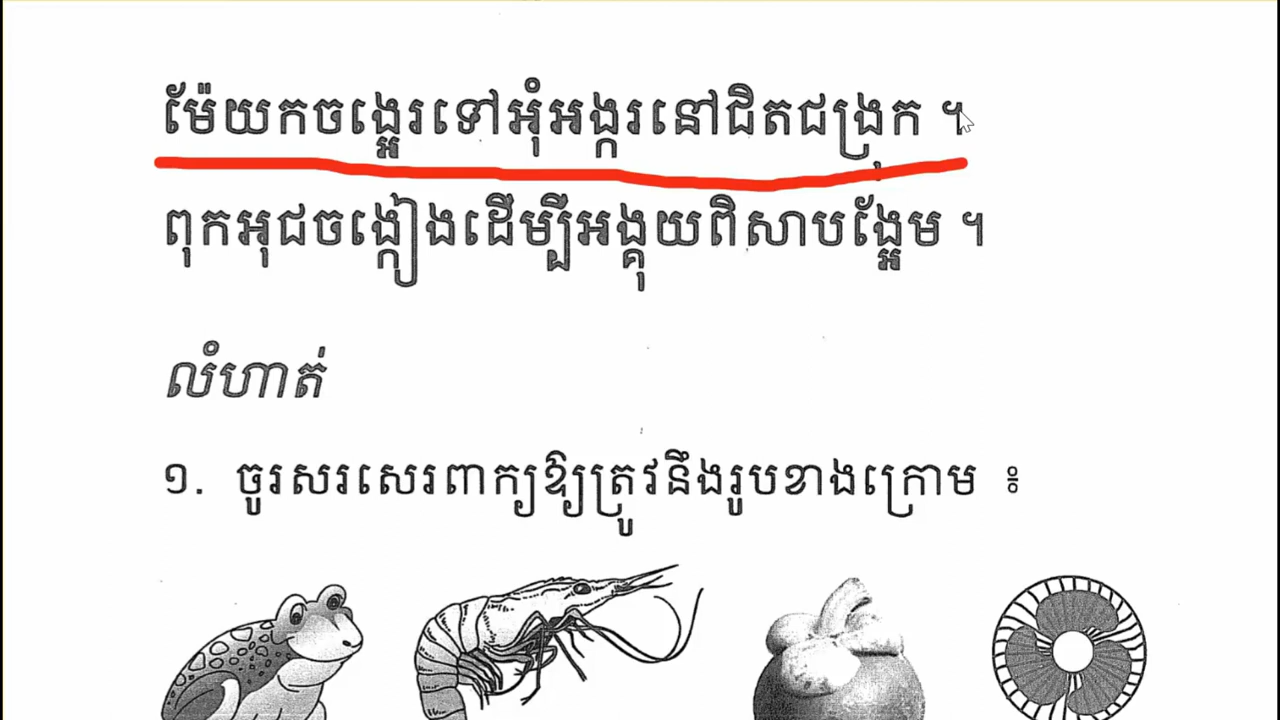 ម៉ែយកចង្អេរទៅអុំអង្ករនៅជិតជង្រុក ។
ពុកអុជចង្កៀងដើម្បីអង្គុយពិសាបង្អែម ។
លំហាត់
១. ចូរសរសេរពាក្យឱ្យត្រូវនឹងរូបខាងក្រោម ៖